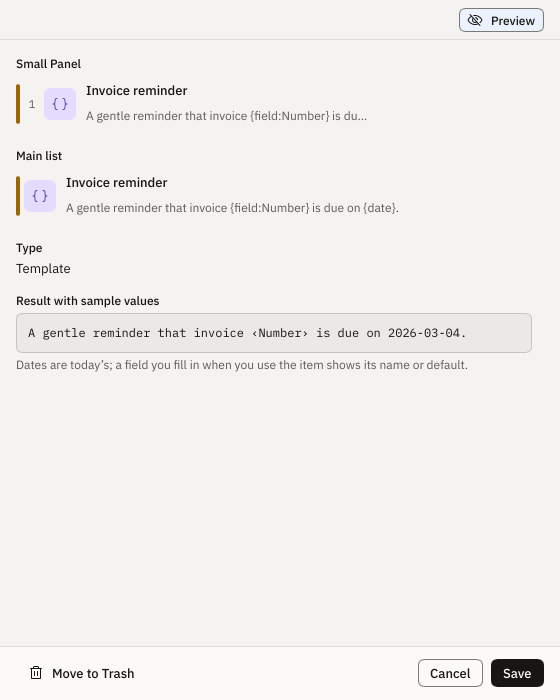 Preview
Small Panel
1
{ }
Invoice reminder
A gentle reminder that invoice {field:Number} is du…
Main list
{ }
Invoice reminder
A gentle reminder that invoice {field:Number} is due on {date}.
Type
Template
Result with sample values
A gentle reminder that invoice ‹Number› is due on 2026-03-04.
Dates are today’s; a field you fill in when you use the item shows its name or default.
Move to Trash
Cancel
Save